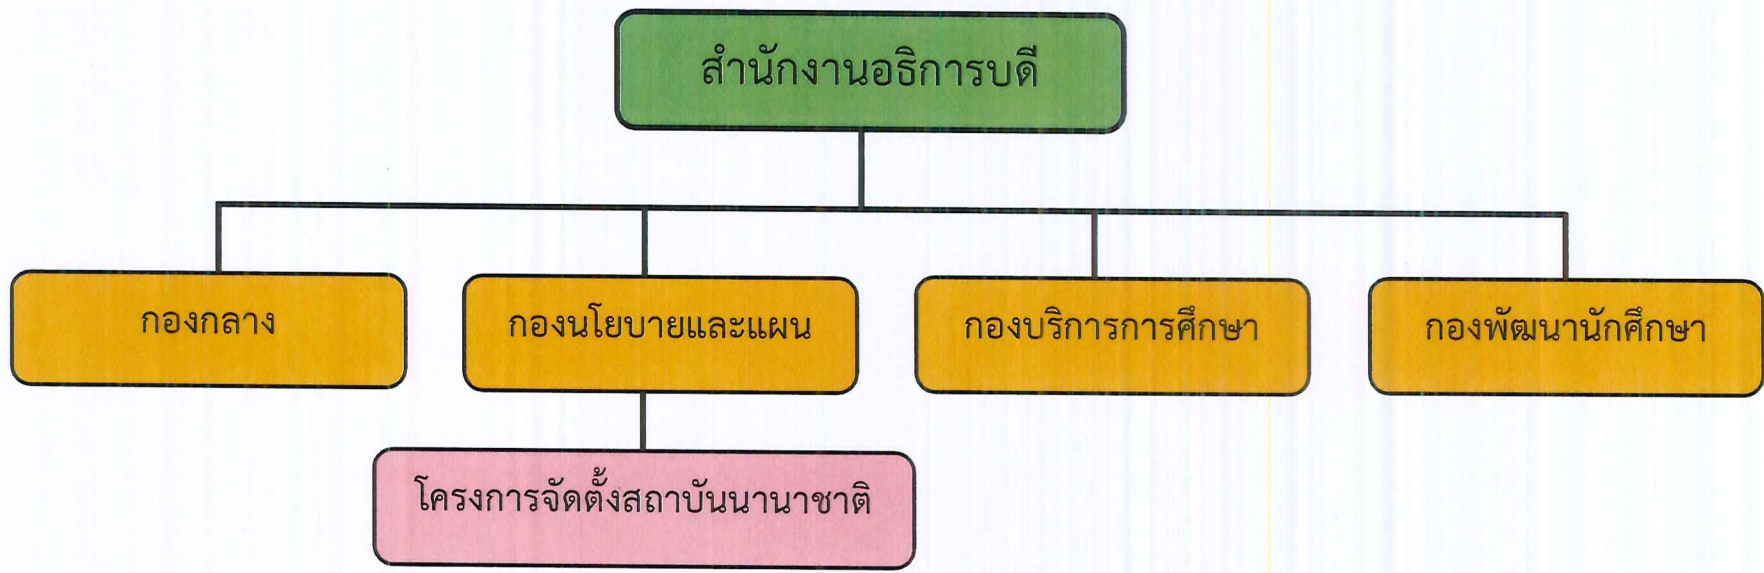 สำนักงานอธิการบดี
กองกลาง
กองนโยบายและแผน
กองบริการการศึกษา
กองพัฒนานักศึกษา
โครงการจัดตั้งสถาบันนานาชาติ